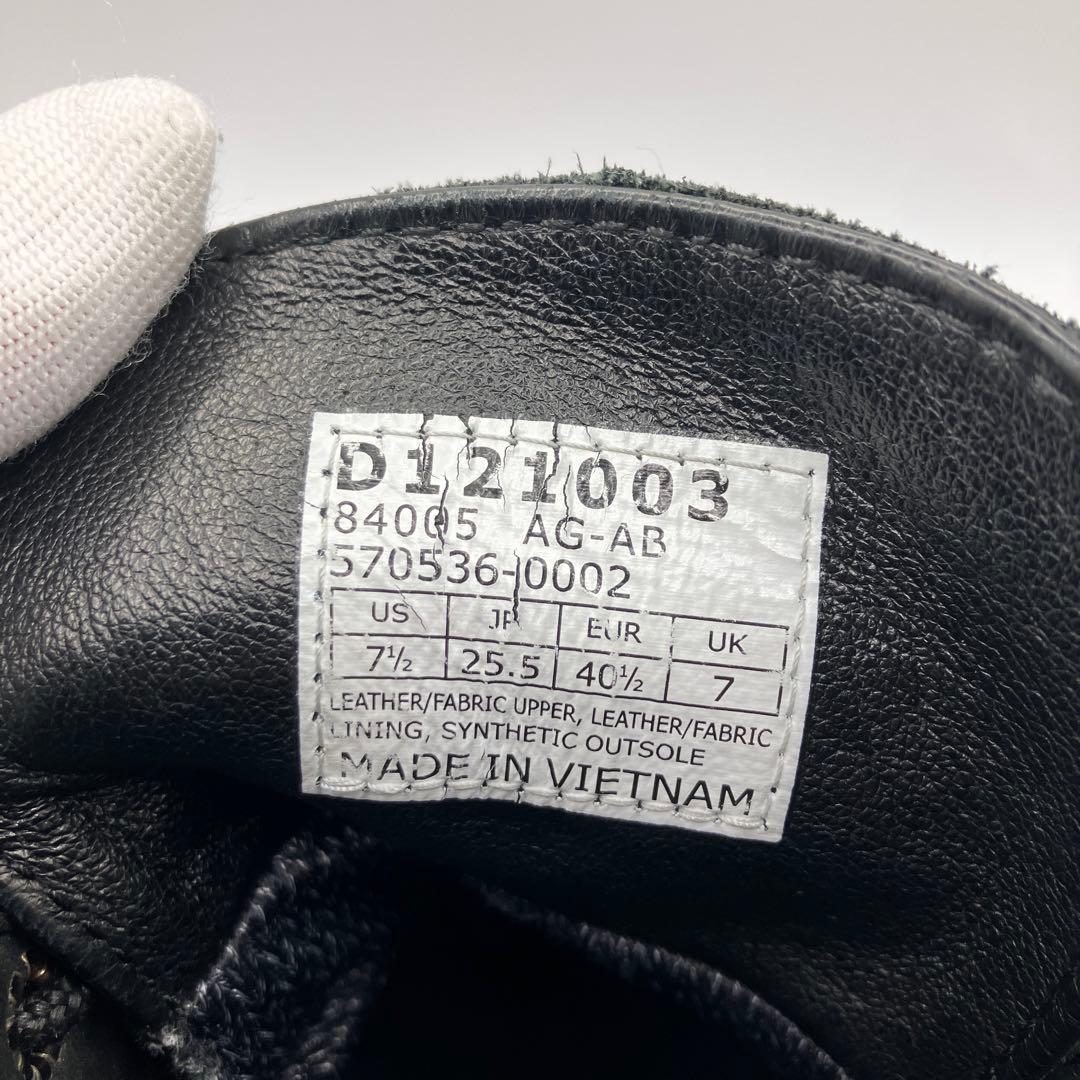 D121003
84005 AG-AB
570536-0002
US JP EUR UK
7½ 25.5 40½ 7
LEATHER/FABRIC UPPER, LEATHER/FABRIC
LINING, SYNTHETIC OUTSOLE
MADE IN VIETNAM